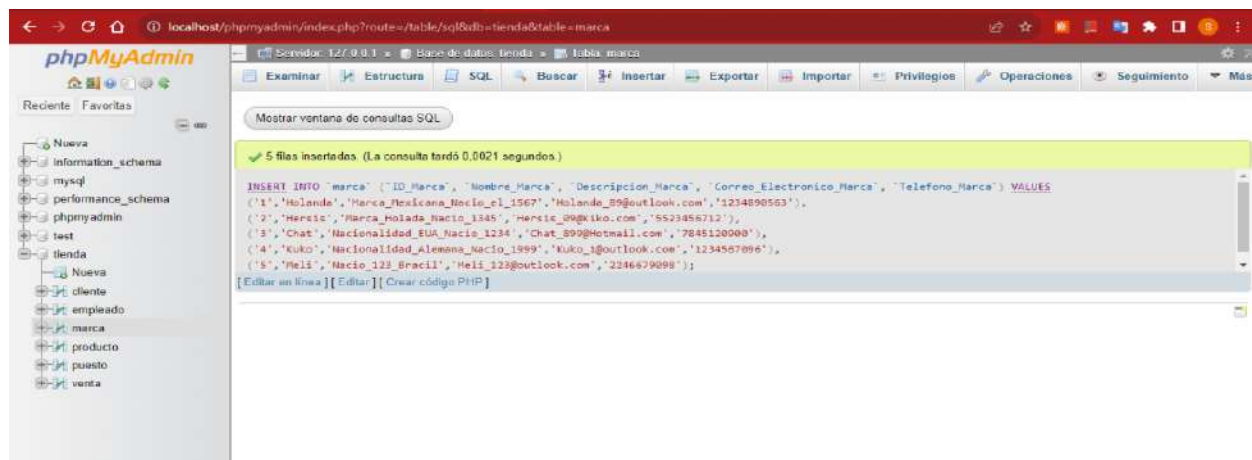 localhost/phpmyadmin/index.php?route=/table/sql&db=tienda&table=marca
phpMyAdmin
Reciente Favoritas
Nueva
information_schema
mysql
performance_schema
phpmyadmin
test
tienda
Nueva
cliente
empleado
marca
producto
puesto
venta
Servidor: 127.0.0.1 » Base de datos: tienda » Tabla: marca
Examinar Estructura SQL Buscar Insertar Exportar Importar Privilegios Operaciones Seguimiento Más
Mostrar ventana de consultas SQL
5 filas insertadas. (La consulta tardó 0,0021 segundos.)
INSERT INTO `marca` (`ID_Marca`, `Nombre_Marca`, `Descripcion_Marca`, `Correo_Electronico_Marca`, `Telefono_Marca`) VALUES
('1','Holanda','Marca_Mexicana_Nacio_el_1567','Holanda_89@outlook.com','1234890563'),
('2','Hersis','Marca_Holada_Nacio_1345','Hersis_09@kiko.com','5523456712'),
('3','Chat','Nacionalidad_EUA_Nacio_1234','Chat_899@Hotmail.com','7845120900'),
('4','Kuko','Nacionalidad_Alemana_Nacio_1999','Kuko_1@outlook.com','1234567896'),
('5','Meli','Nacio_123_Bracil','Meli_123@outlook.com','2246679098');
[ Editar en línea ] [ Editar ] [ Crear código PHP ]